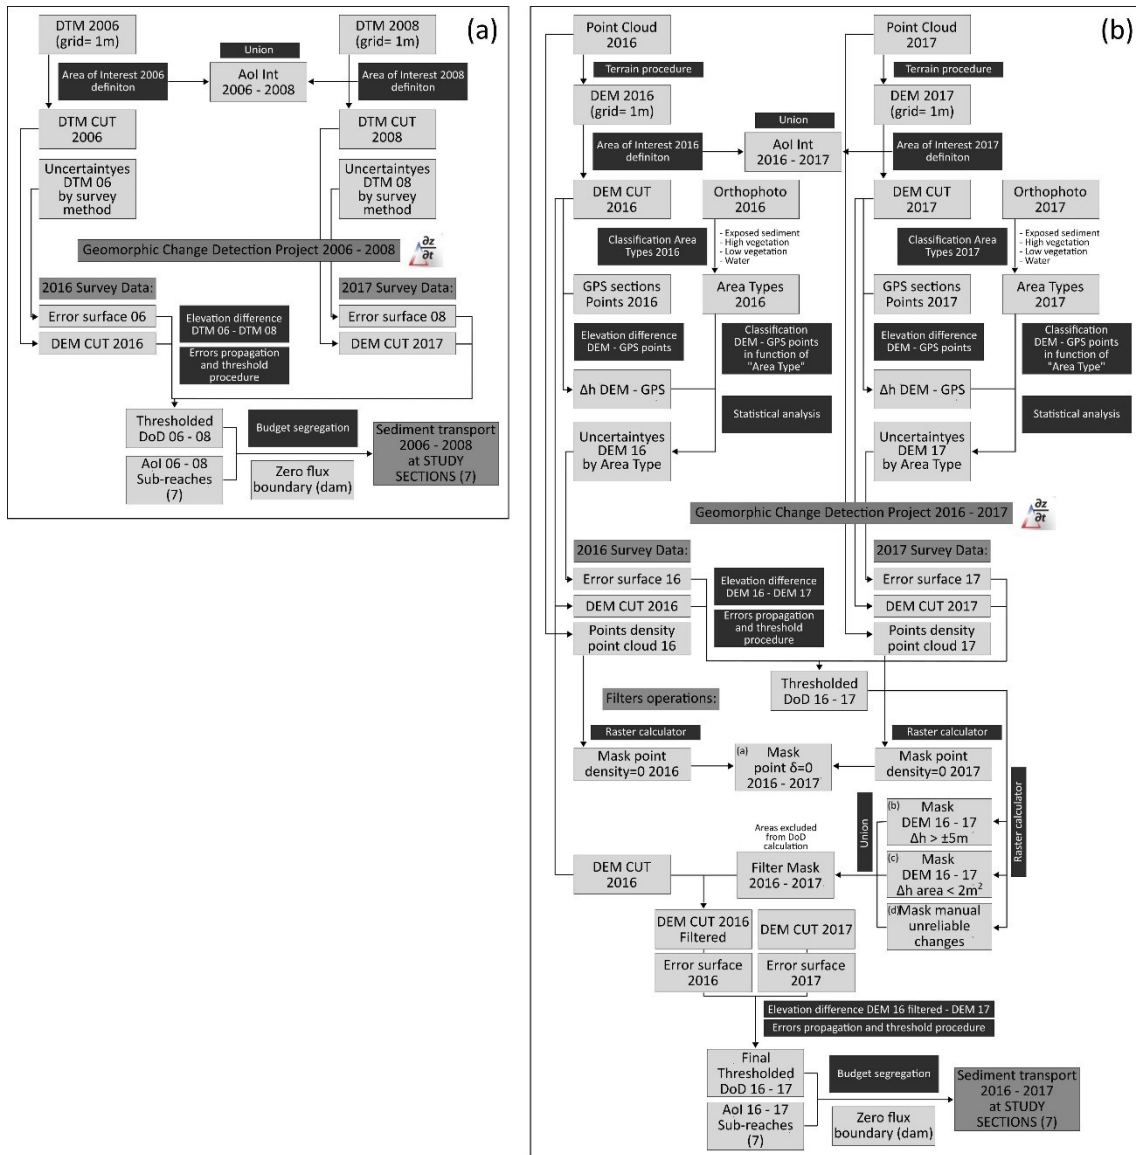 (a)
DTM 2006
(grid= 1m)
DTM 2008
(grid= 1m)
Union
Area of Interest 2006
definiton
AoI Int
2006 - 2008
Area of Interest 2008
definiton
DTM CUT
2006
DTM CUT
2008
Uncertaintyes
DTM 06
by survey
method
Uncertaintyes
DTM 08
by survey
method
Geomorphic Change Detection Project 2006 - 2008
∂z
∂t
2016 Survey Data:
2017 Survey Data:
Error surface 06
Elevation difference
DTM 06 - DTM 08
Error surface 08
DEM CUT 2016
DEM CUT 2017
Errors propagation
and threshold
procedure
Thresholded
DoD 06 - 08
Budget segregation
Sediment transport
2006 - 2008
at STUDY
SECTIONS (7)
AoI 06 - 08
Sub-reaches
(7)
Zero flux
boundary (dam)
(b)
Point Cloud
2016
Point Cloud
2017
Terrain procedure
Terrain procedure
DEM 2016
(grid= 1m)
DEM 2017
(grid= 1m)
Union
Area of Interest 2016
definiton
AoI Int
2016 - 2017
Area of Interest 2017
definiton
DEM CUT
2016
Orthophoto
2016
DEM CUT
2017
Orthophoto
2017
Classification Area
Types 2016
- Exposed sediment
- High vegetation
- Low vegetation
- Water
Classification Area
Types 2017
- Exposed sediment
- High vegetation
- Low vegetation
- Water
GPS sections
Points 2016
Area Types
2016
GPS sections
Points 2017
Area Types
2017
Elevation difference
DEM - GPS points
Classification
DEM - GPS points
in function of
"Area Type"
Elevation difference
DEM - GPS points
Classification
DEM - GPS points
in function of
"Area Type"
Δh DEM - GPS
Statistical analysis
Δh DEM - GPS
Statistical analysis
Uncertaintyes
DEM 16
by Area Type
Uncertaintyes
DEM 17
by Area Type
Geomorphic Change Detection Project 2016 - 2017
∂z
∂t
2016 Survey Data:
2017 Survey Data:
Error surface 16
Elevation difference
DEM 16 - DEM 17
Error surface 17
DEM CUT 2016
DEM CUT 2017
Errors propagation
and threshold
procedure
Points density
point cloud 16
Points density
point cloud 17
Thresholded
DoD 16 - 17
Filters operations:
Raster calculator
Raster calculator
Mask point
density=0 2016
(a) Mask
point δ=0
2016 - 2017
Mask point
density=0 2017
Raster calculator
Union
(b) Mask
DEM 16 - 17
Δh > ±5m
Areas excluded
from DoD
calculation
DEM CUT
2016
Filter Mask
2016 - 2017
(c) Mask
DEM 16 - 17
Δh area < 2m²
(d) Mask manual
unreliable
changes
DEM CUT 2016
Filtered
DEM CUT 2017
Error surface
2016
Error surface
2017
Elevation difference DEM 16 filtered - DEM 17
Errors propagation and threshold procedure
Final
Thresholded
DoD 16 - 17
Budget segregation
Sediment transport
2016 - 2017
at STUDY
SECTIONS (7)
AoI 16 - 17
Sub-reaches
(7)
Zero flux
boundary (dam)